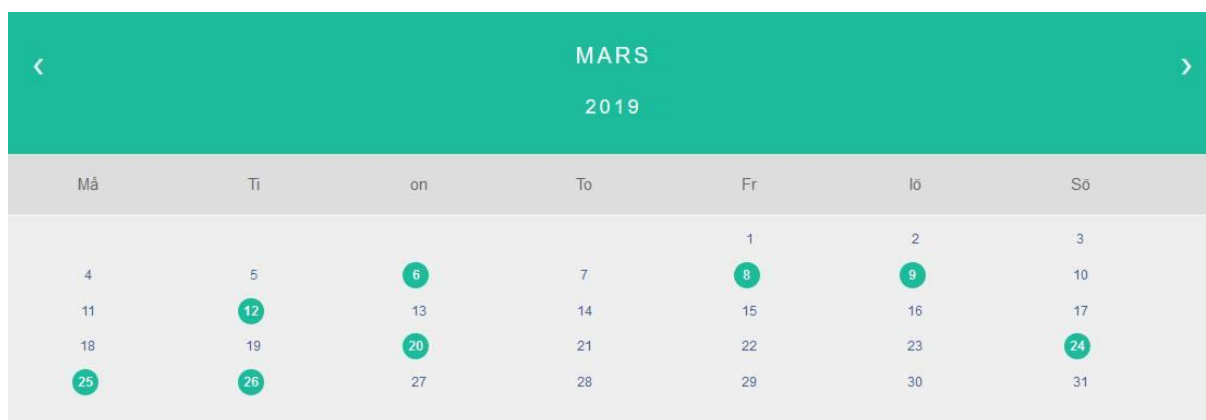 ‹ MARS ›
2019
Må Ti on To Fr lö Sö
1 2 3
4 5 6 7 8 9 10
11 12 13 14 15 16 17
18 19 20 21 22 23 24
25 26 27 28 29 30 31